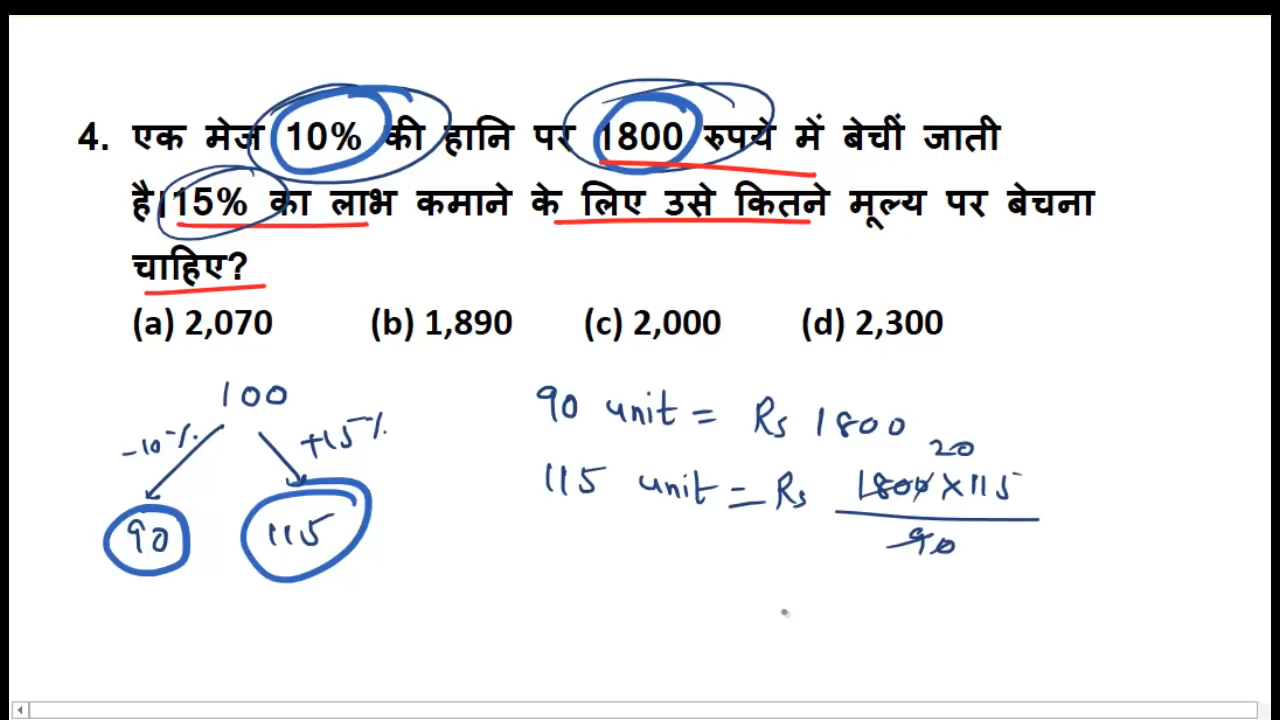 4. एक मेज 10% की हानि पर 1800 रुपये में बेचीं जाती
है।15% का लाभ कमाने के लिए उसे कितने मूल्य पर बेचना
चाहिए?
(a) 2,070 (b) 1,890 (c) 2,000 (d) 2,300
100
-10% +15%
90 115
90 unit = Rs 1800
20
115 unit = Rs 1800 x 115
90